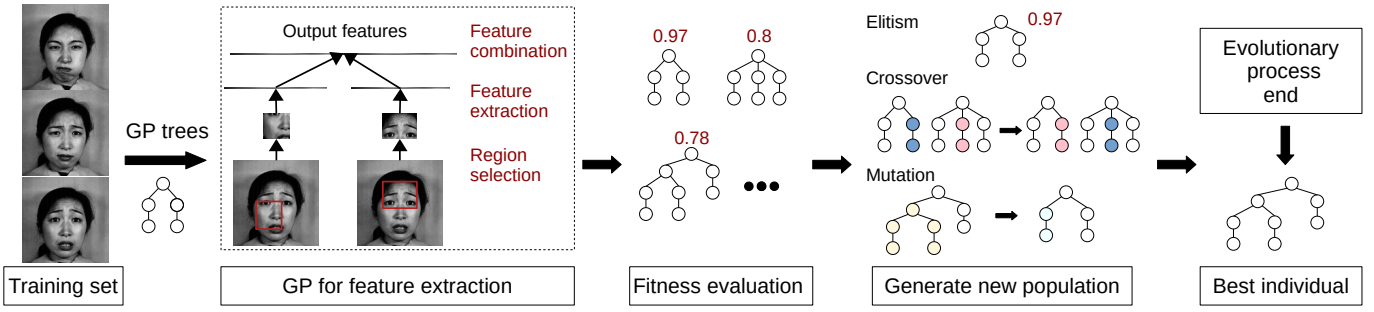 Training set
GP trees
Output features
Feature
combination
Feature
extraction
Region
selection
GP for feature extraction
0.97
0.8
0.78
Fitness evaluation
Elitism
0.97
Crossover
Mutation
Generate new population
Evolutionary
process
end
Best individual